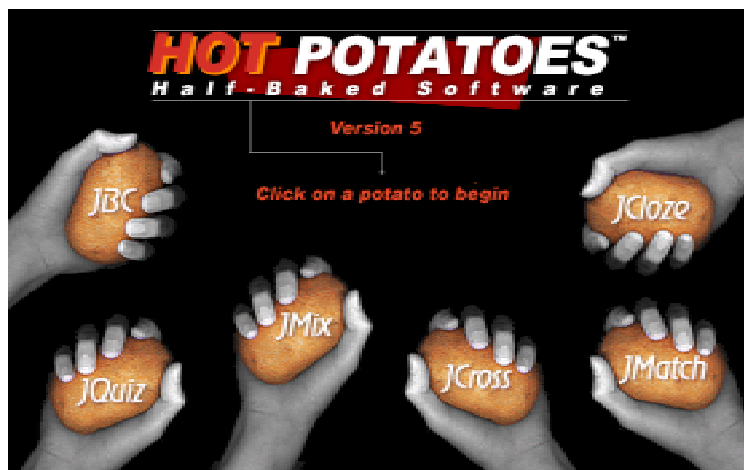 HOT POTATOES™
Half-Baked Software
Version 5
Click on a potato to begin
JBC
JCloze
JMix
JQuiz
JCross
JMatch